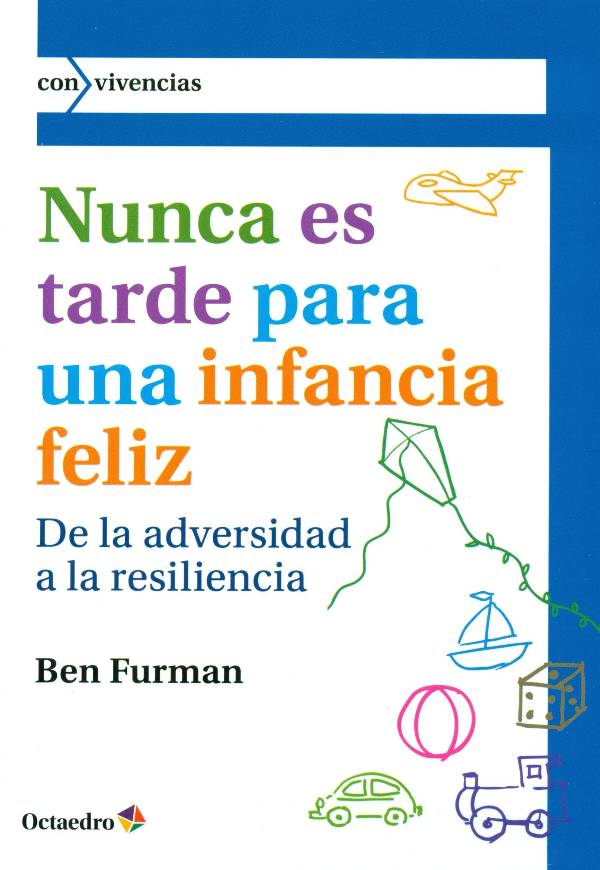 con vivencias
Nunca es
tarde para
una infancia
feliz
De la adversidad
a la resiliencia
Ben Furman
Octaedro